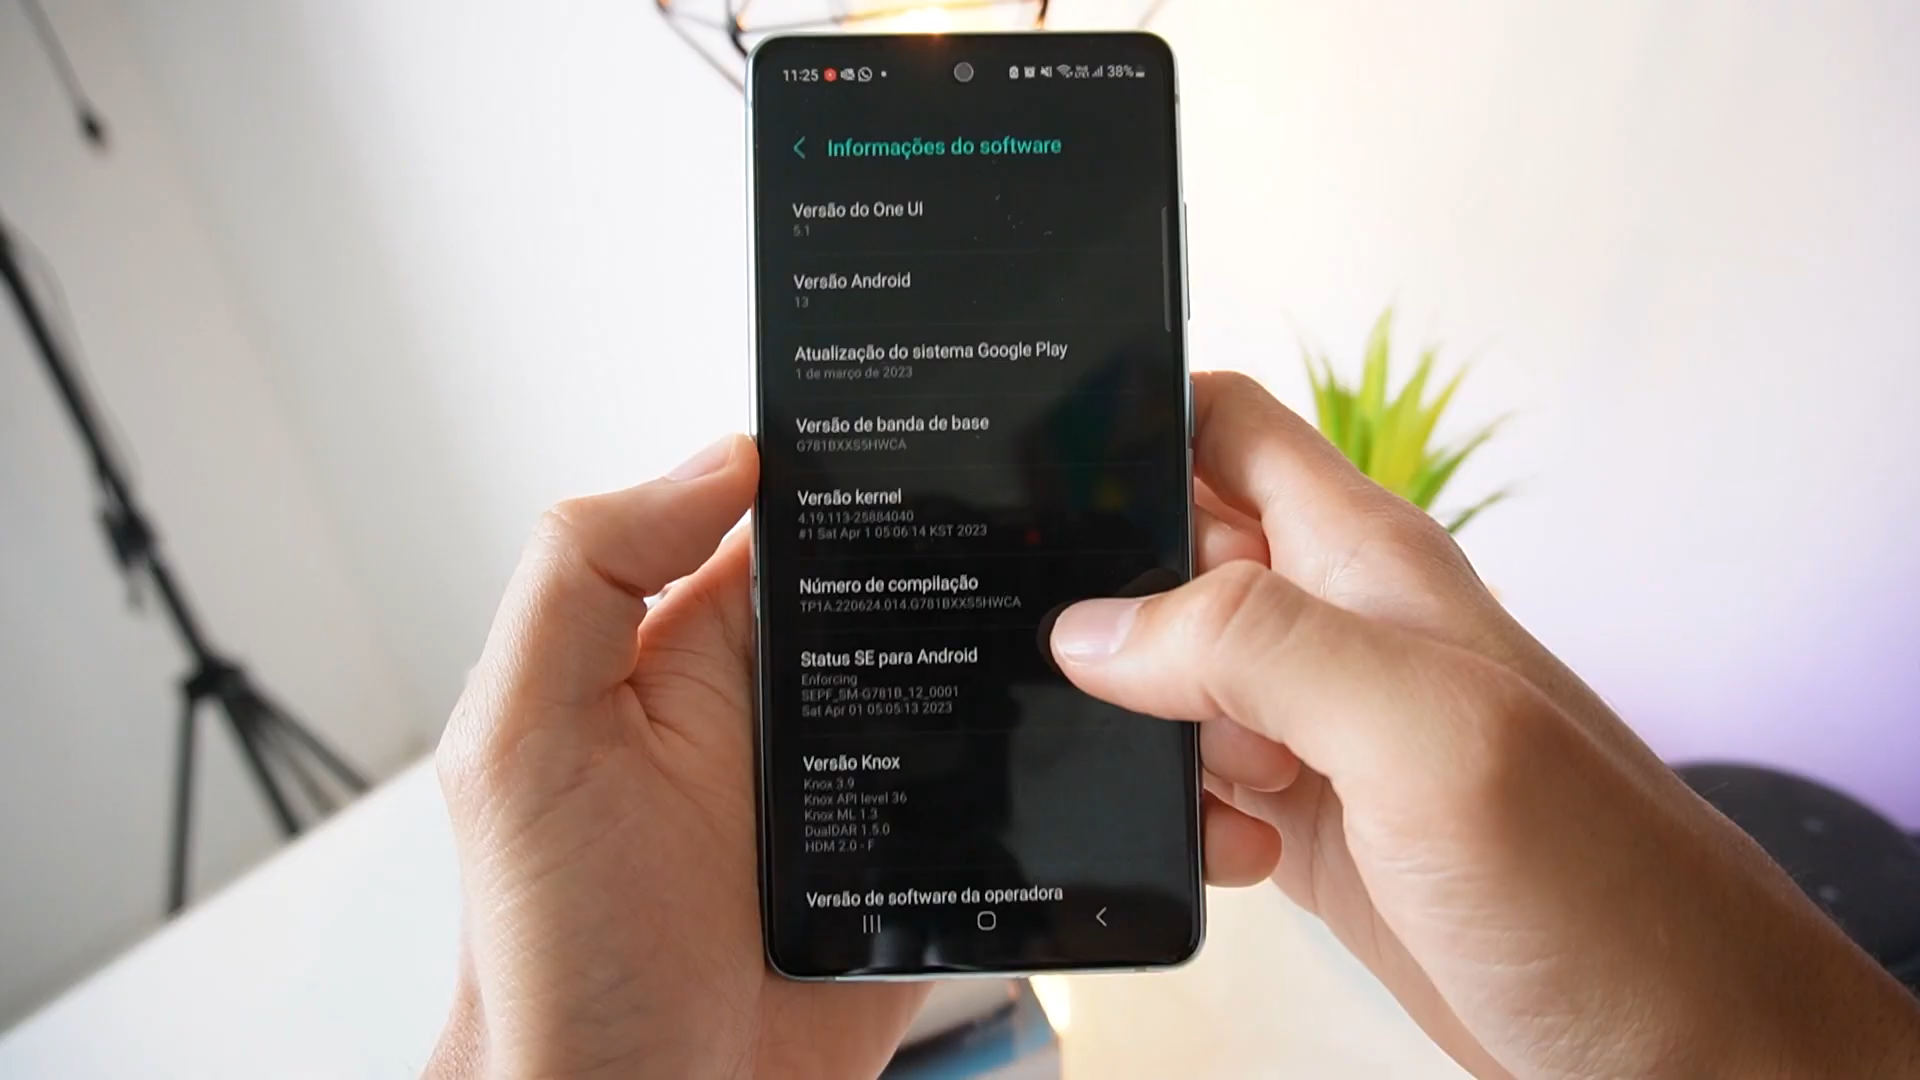 11:25
38%
Informações do software
Versão do One UI
5.1
Versão Android
13
Atualização do sistema Google Play
1 de março de 2023
Versão de banda de base
G781BXXS5HWCA
Versão kernel
4.19.113-25884040
#1 Sat Apr 1 05:06:14 KST 2023
Número de compilação
TP1A.220624.014.G781BXXS5HWCA
Status SE para Android
Enforcing
SEPF_SM-G781B_12_0001
Sat Apr 01 05:05:13 2023
Versão Knox
Knox 3.9
Knox API level 36
Knox ML 1.3
DualDAR 1.5.0
HDM 2.0 - F
Versão de software da operadora